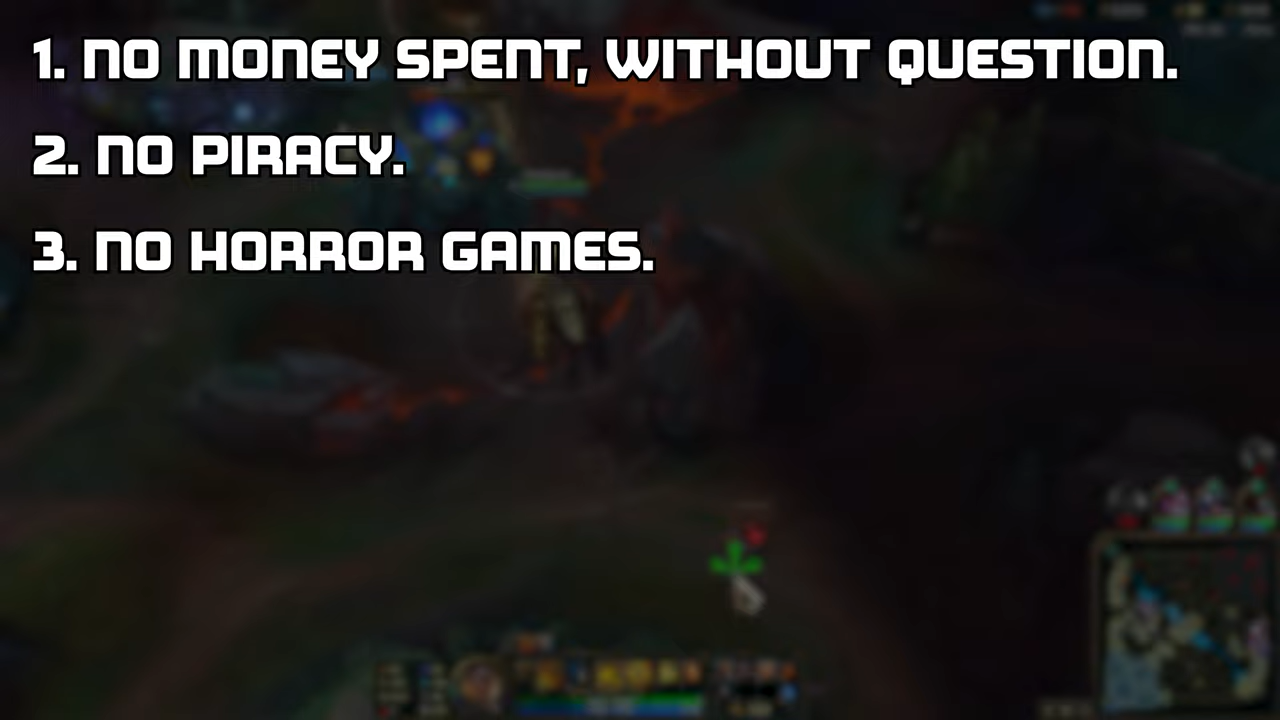 1. NO MONEY SPENT, WITHOUT QUESTION.
2. NO PIRACY.
3. NO HORROR GAMES.